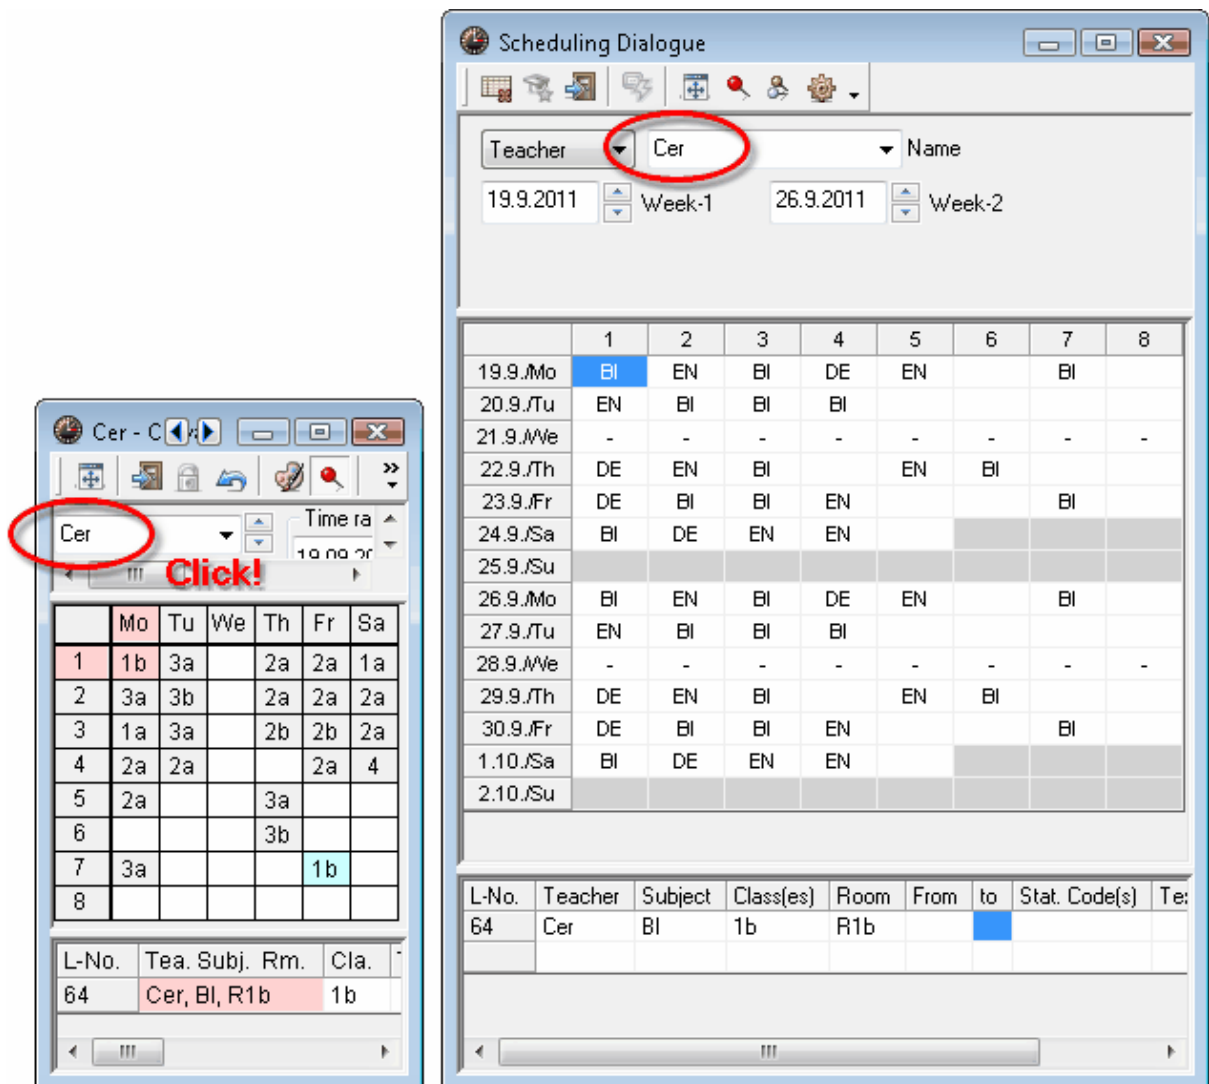 Scheduling Dialogue
Teacher Cer Name
19.9.2011 Week-1 26.9.2011 Week-2
1 2 3 4 5 6 7 8
19.9./Mo BI EN BI DE EN BI
20.9./Tu EN BI BI BI
21.9./We - - - - - - - -
22.9./Th DE EN BI EN BI
23.9./Fr DE BI BI EN BI
24.9./Sa BI DE EN EN
25.9./Su
26.9./Mo BI EN BI DE EN BI
27.9./Tu EN BI BI BI
28.9./We - - - - - - - -
29.9./Th DE EN BI EN BI
30.9./Fr DE BI BI EN BI
1.10./Sa BI DE EN EN
2.10./Su
L-No. Teacher Subject Class(es) Room From to Stat. Code(s)
64 Cer BI 1b R1b
Cer - C
Cer Time ra
Click!
Mo Tu We Th Fr Sa
1 1b 3a 2a 2a 1a
2 3a 3b 2a 2a 2a
3 1a 3a 2b 2b 2a
4 2a 2a 2a 4
5 2a 3a
6 3b
7 3a 1b
8
L-No. Tea. Subj. Rm. Cla.
64 Cer, BI, R1b 1b